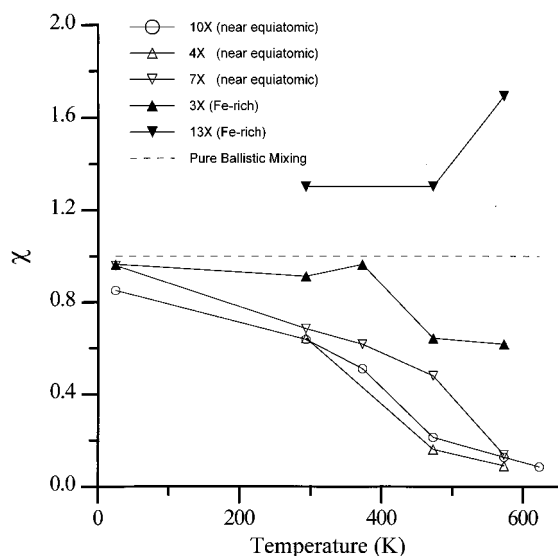 2.0
1.6
1.2
0.8
0.4
0.0
χ
10X (near equiatomic)
4X (near equiatomic)
7X (near equiatomic)
3X (Fe-rich)
13X (Fe-rich)
Pure Ballistic Mixing
0
200
400
600
Temperature (K)